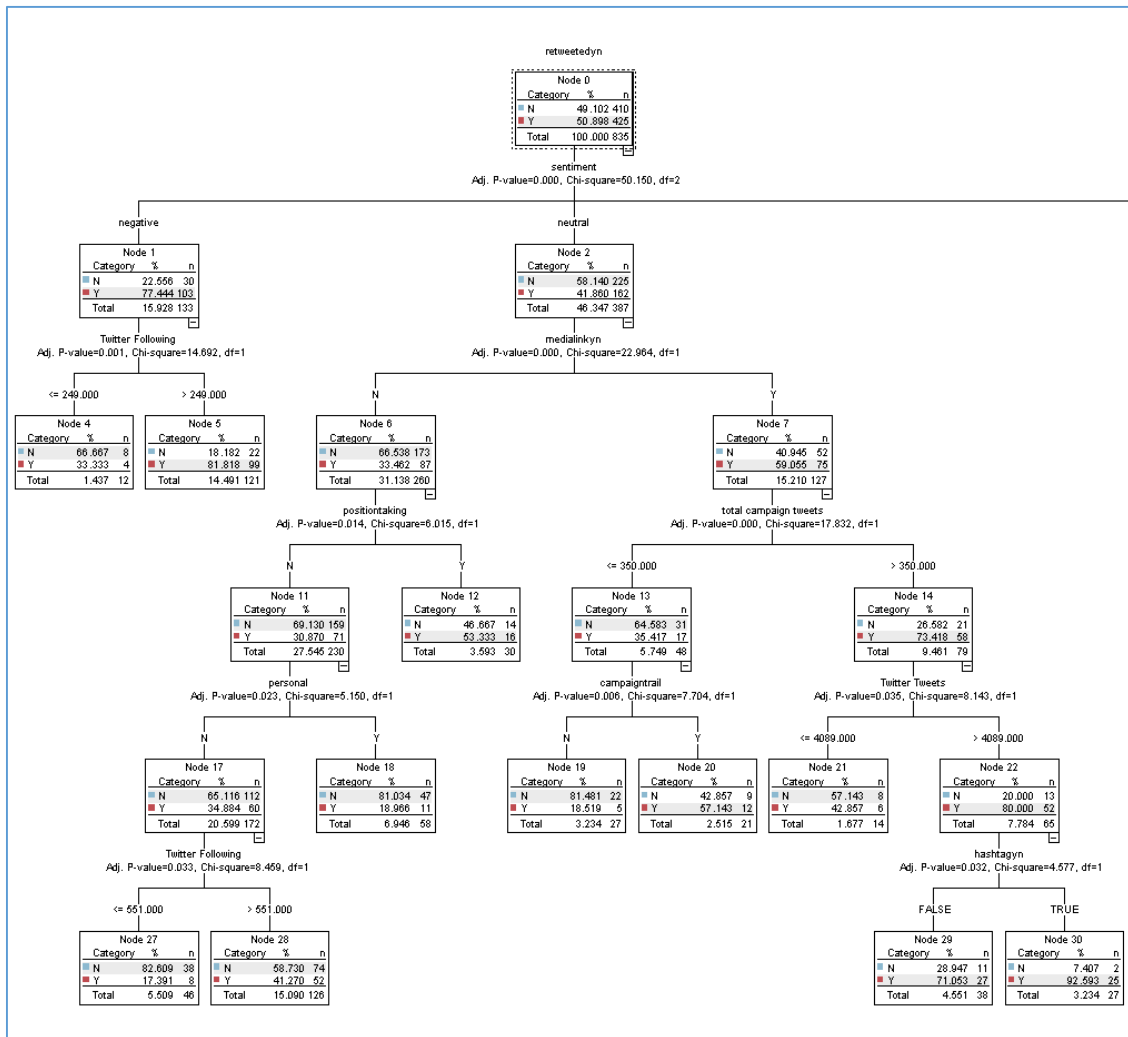 retweetedyn
Node 0
Category % n
N 49.102 410
Y 50.898 425
Total 100.000 835
sentiment
Adj. P-value=0.000, Chi-square=50.150, df=2
negative
neutral
Node 1
Category % n
N 22.556 30
Y 77.444 103
Total 15.928 133
Node 2
Category % n
N 58.140 225
Y 41.860 162
Total 46.347 387
Twitter Following
Adj. P-value=0.001, Chi-square=14.692, df=1
medialinkyn
Adj. P-value=0.000, Chi-square=22.964, df=1
<= 249.000
> 249.000
N
Y
Node 4
Category % n
N 66.667 8
Y 33.333 4
Total 1.437 12
Node 5
Category % n
N 18.182 22
Y 81.818 99
Total 14.491 121
Node 6
Category % n
N 66.538 173
Y 33.462 87
Total 31.138 260
Node 7
Category % n
N 40.945 52
Y 59.055 75
Total 15.210 127
positiontaking
Adj. P-value=0.014, Chi-square=6.015, df=1
total campaign tweets
Adj. P-value=0.000, Chi-square=17.832, df=1
N
Y
<= 350.000
> 350.000
Node 11
Category % n
N 69.130 159
Y 30.870 71
Total 27.545 230
Node 12
Category % n
N 46.667 14
Y 53.333 16
Total 3.593 30
Node 13
Category % n
N 64.583 31
Y 35.417 17
Total 5.749 48
Node 14
Category % n
N 26.582 21
Y 73.418 58
Total 9.461 79
personal
Adj. P-value=0.023, Chi-square=5.150, df=1
campaigntrail
Adj. P-value=0.006, Chi-square=7.704, df=1
Twitter Tweets
Adj. P-value=0.035, Chi-square=8.143, df=1
N
Y
N
Y
<= 4089.000
> 4089.000
Node 17
Category % n
N 65.116 112
Y 34.884 60
Total 20.599 172
Node 18
Category % n
N 81.034 47
Y 18.966 11
Total 6.946 58
Node 19
Category % n
N 81.481 22
Y 18.519 5
Total 3.234 27
Node 20
Category % n
N 42.857 9
Y 57.143 12
Total 2.515 21
Node 21
Category % n
N 57.143 8
Y 42.857 6
Total 1.677 14
Node 22
Category % n
N 20.000 13
Y 80.000 52
Total 7.784 65
Twitter Following
Adj. P-value=0.033, Chi-square=8.459, df=1
hashtagyn
Adj. P-value=0.032, Chi-square=4.577, df=1
<= 551.000
> 551.000
FALSE
TRUE
Node 27
Category % n
N 82.609 38
Y 17.391 8
Total 5.509 46
Node 28
Category % n
N 58.730 74
Y 41.270 52
Total 15.090 126
Node 29
Category % n
N 28.947 11
Y 71.053 27
Total 4.551 38
Node 30
Category % n
N 7.407 2
Y 92.593 25
Total 3.234 27